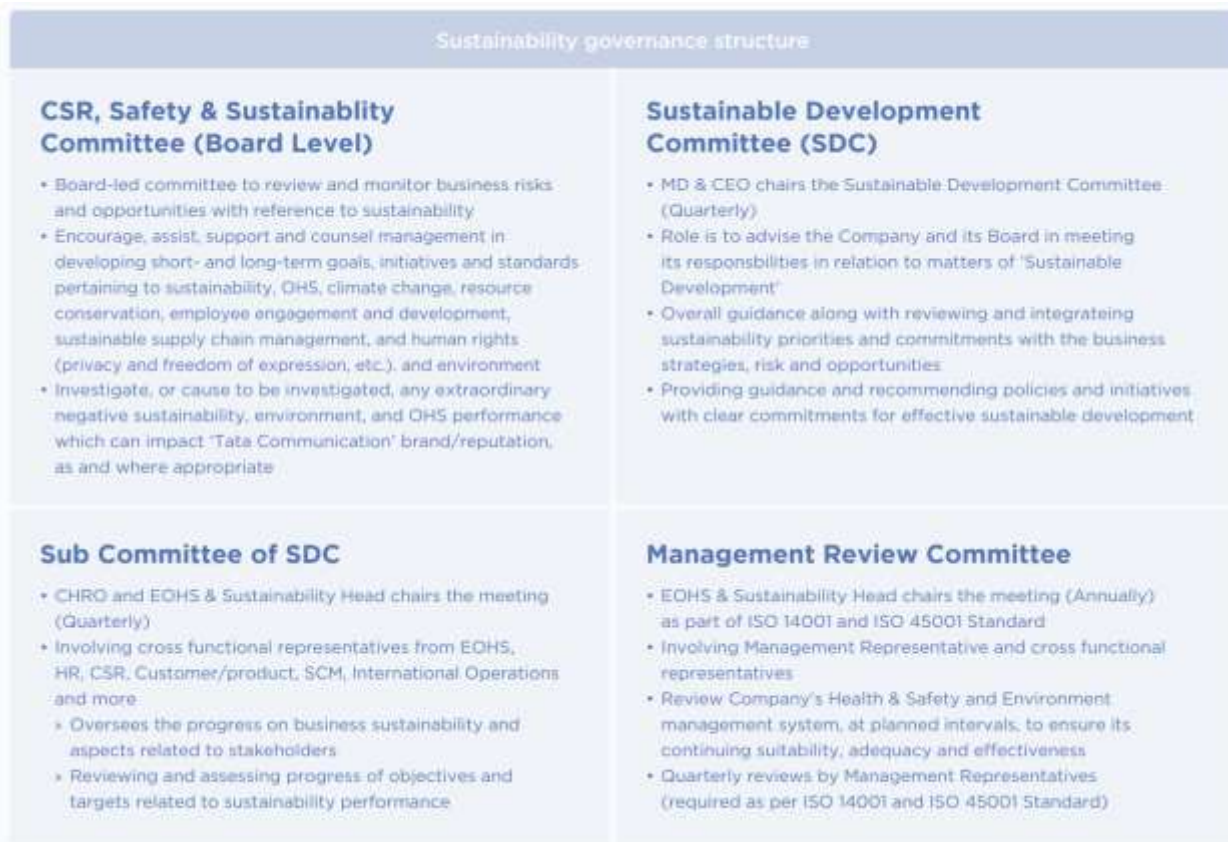 Sustainability governance structure
CSR, Safety & Sustainablity
Committee (Board Level)
• Board-led committee to review and monitor business risks
and opportunities with reference to sustainability
• Encourage, assist, support and counsel management in
developing short- and long-term goals, initiatives and standards
pertaining to sustainability, OHS, climate change, resource
conservation, employee engagement and development,
sustainable supply chain management, and human rights
(privacy and freedom of expression, etc.). and environment
• Investigate, or cause to be investigated, any extraordinary
negative sustainability, environment, and OHS performance
which can impact 'Tata Communication' brand/reputation,
as and where appropriate
Sustainable Development
Committee (SDC)
• MD & CEO chairs the Sustainable Development Committee
(Quarterly)
• Role is to advise the Company and its Board in meeting
its responsbilities in relation to matters of 'Sustainable
Development'
• Overall guidance along with reviewing and integrateing
sustainability priorities and commitments with the business
strategies, risk and opportunities
• Providing guidance and recommending policies and initiatives
with clear commitments for effective sustainable development
Sub Committee of SDC
• CHRO and EOHS & Sustainability Head chairs the meeting
(Quarterly)
• Involving cross functional representatives from EOHS,
HR, CSR, Customer/product, SCM, International Operations
and more
» Oversees the progress on business sustainability and
aspects related to stakeholders
» Reviewing and assessing progress of objectives and
targets related to sustainability performance
Management Review Committee
• EOHS & Sustainability Head chairs the meeting (Annually)
as part of ISO 14001 and ISO 45001 Standard
• Involving Management Representative and cross functional
representatives
• Review Company's Health & Safety and Environment
management system, at planned intervals, to ensure its
continuing suitability, adequacy and effectiveness
• Quarterly reviews by Management Representatives
(required as per ISO 14001 and ISO 45001 Standard)